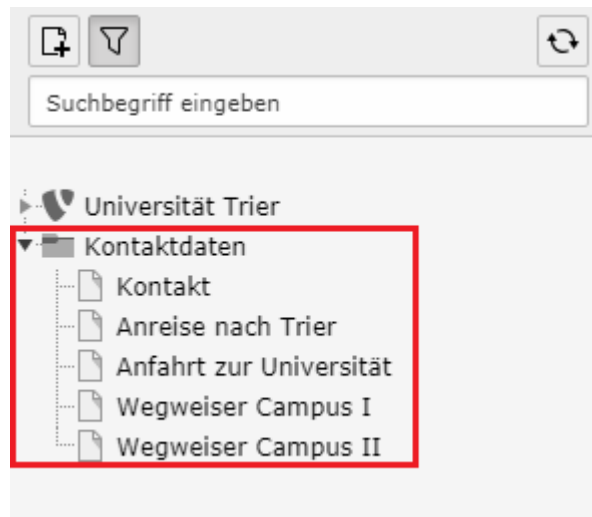 Suchbegriff eingeben
Universität Trier
Kontaktdaten
Kontakt
Anreise nach Trier
Anfahrt zur Universität
Wegweiser Campus I
Wegweiser Campus II